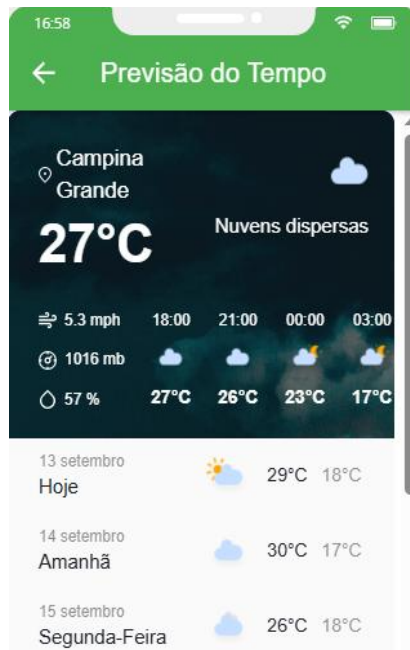 16:58
Previsão do Tempo
Campina
Grande
27°C
Nuvens dispersas
5.3 mph 18:00 21:00 00:00 03:00
1016 mb
57 % 27°C 26°C 23°C 17°C
13 setembro
Hoje 29°C 18°C
14 setembro
Amanhã 30°C 17°C
15 setembro
Segunda-Feira 26°C 18°C